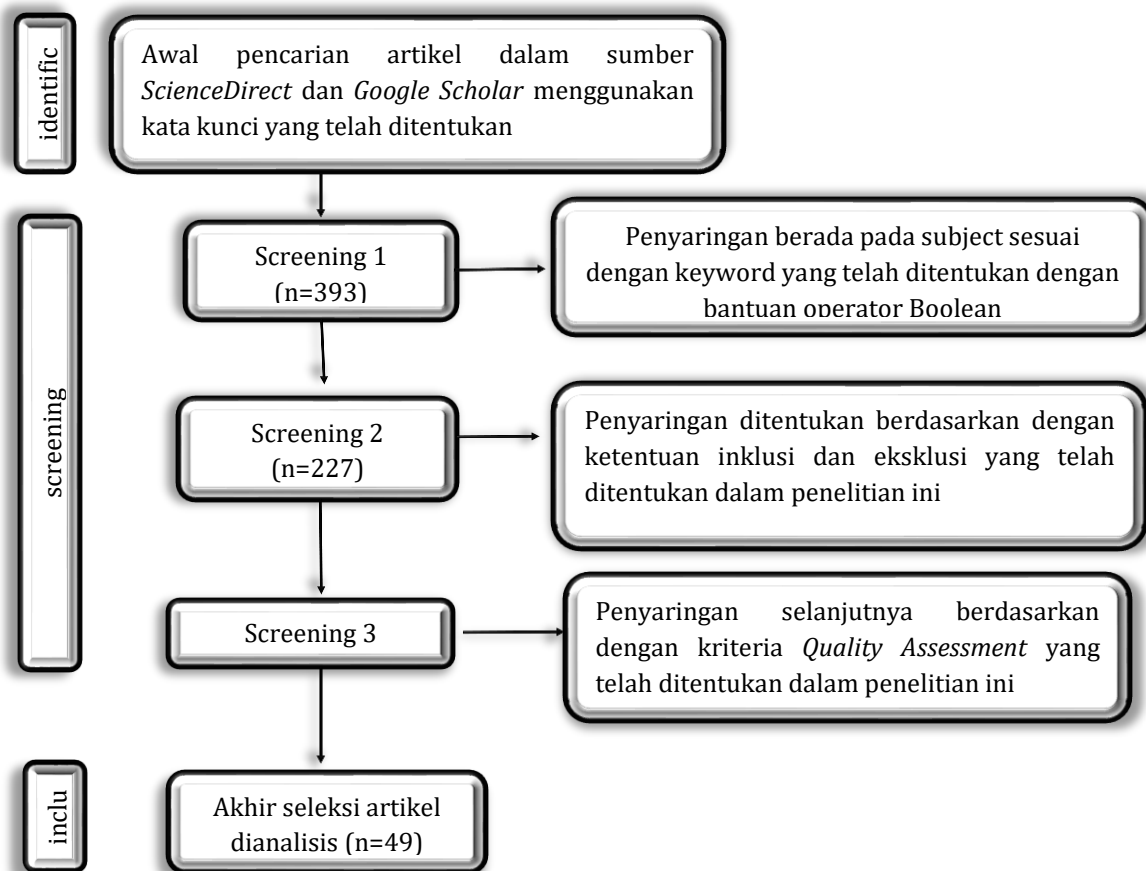 identific
Awal pencarian artikel dalam sumber
ScienceDirect dan Google Scholar menggunakan
kata kunci yang telah ditentukan
screening
Screening 1
(n=393)
Penyaringan berada pada subject sesuai
dengan keyword yang telah ditentukan dengan
bantuan operator Boolean
Screening 2
(n=227)
Penyaringan ditentukan berdasarkan dengan
ketentuan inklusi dan eksklusi yang telah
ditentukan dalam penelitian ini
Screening 3
Penyaringan selanjutnya berdasarkan
dengan kriteria Quality Assessment yang
telah ditentukan dalam penelitian ini
inclu
Akhir seleksi artikel
dianalisis (n=49)